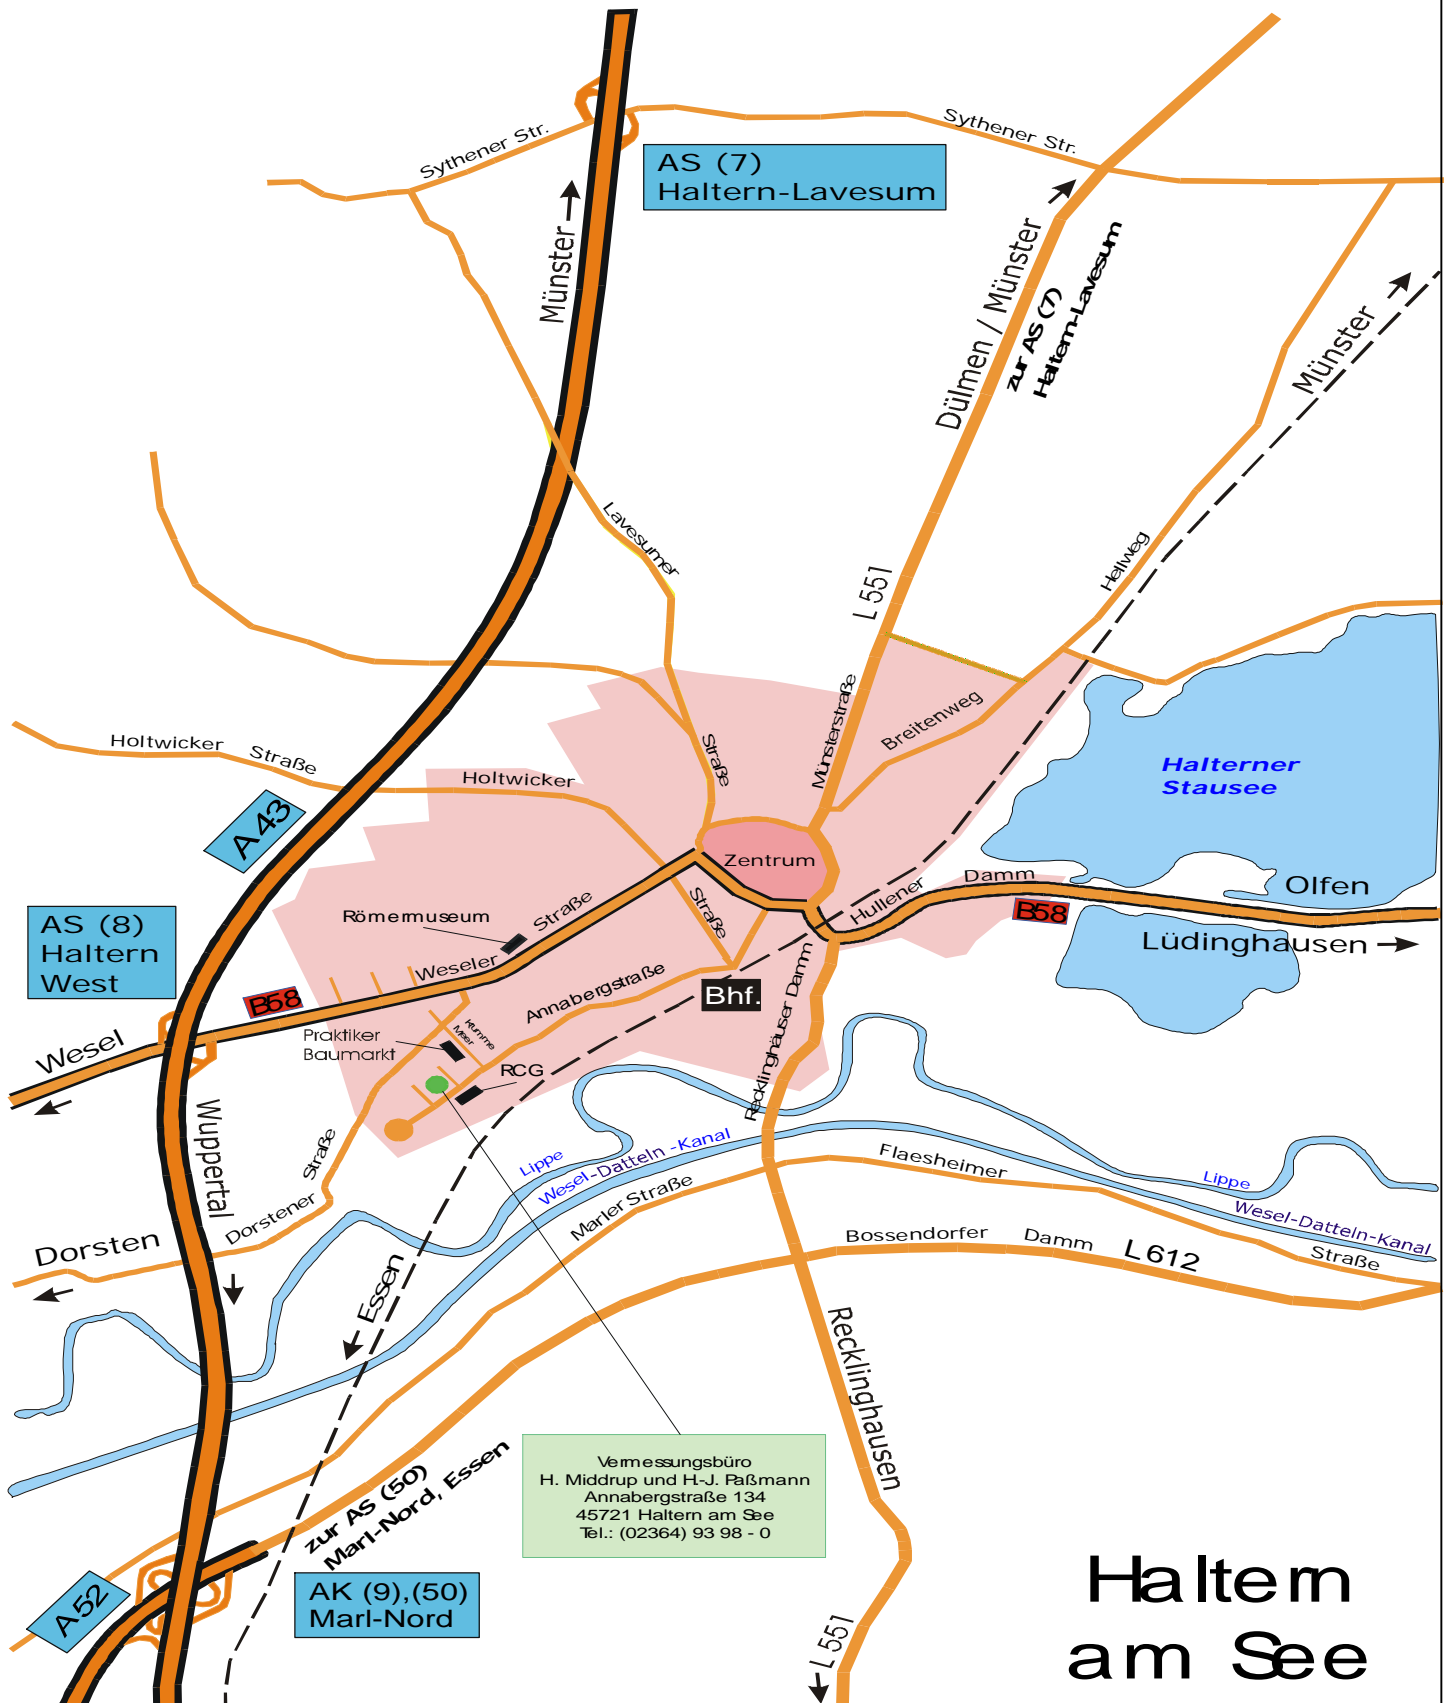 Sythener Str.
Sythener Str.
AS (7)
Haltern-Lavesum
Münster
Dülmen / Münster
zur AS (7)
Haltern-Lavesum
Münster
Lavesumer
Hellweg
L 551
Münsterstraße
Breitenweg
Straße
Holtwicker Straße
Holtwicker
Halterner
Stausee
A 43
Zentrum
Damm
Hullener
Olfen
B58
Lüdinghausen
AS (8)
Haltern
West
Römermuseum
Straße
Straße
Weseler
B58
Annabergstraße
Bhf.
Recklinghäuser Damm
Wesel
Praktiker
Baumarkt
Krumme
Meer
RCG
Wuppertal
Straße
Dorstener
Dorsten
Lippe
Wesel-Datteln -Kanal
Marler Straße
Flaesheimer
Lippe
Wesel-Datteln-Kanal
Straße
Bossendorfer Damm
L 612
Essen
Recklinghausen
Vermessungsbüro
H. Middrup und H.-J. Paßmann
Annabergstraße 134
45721 Haltern am See
Tel.: (02364) 93 98 - 0
zur AS (50)
Marl-Nord, Essen
A 52
AK (9),(50)
Marl-Nord
L 551
Haltern
am See